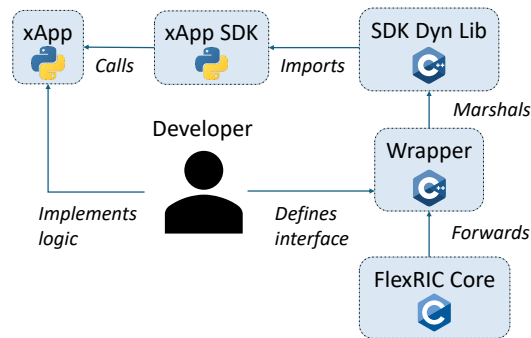 xApp
xApp SDK
SDK Dyn Lib
Calls
Imports
Marshals
Developer
Wrapper
Implements
logic
Defines
interface
Forwards
FlexRIC Core
C++
C++
C